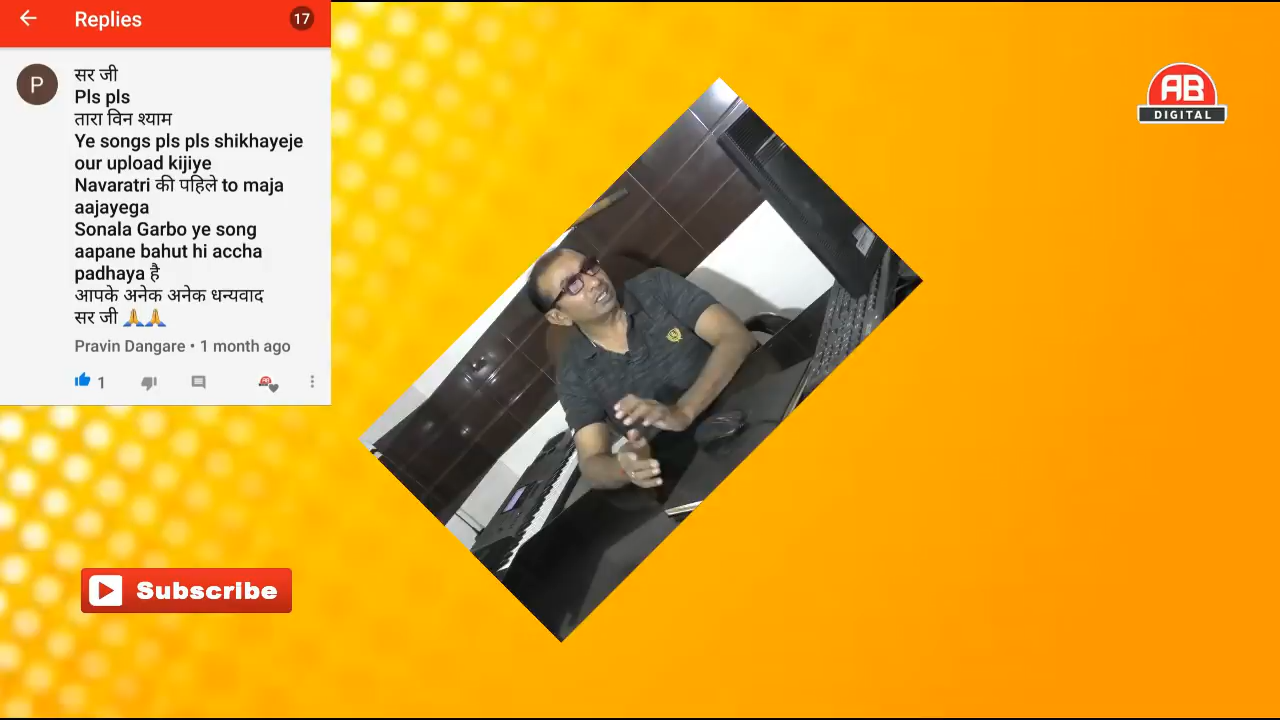 Replies
17
P
सर जी
Pls pls
तारा विन श्याम
Ye songs pls pls shikhayeje
our upload kijiye
Navaratri की पहिले to maja
aajayega
Sonala Garbo ye song
aapane bahut hi accha
padhaya है
आपके अनेक अनेक धन्यवाद
सर जी 🙏🙏
Pravin Dangare • 1 month ago
1
AB
DIGITAL
Subscribe